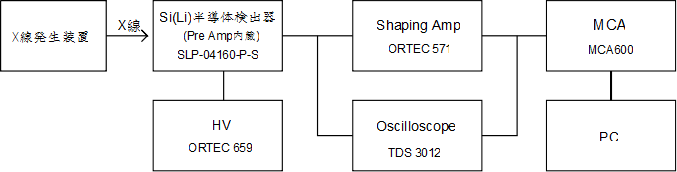 X線発生装置
X線
Si(Li)半導体検出器
(Pre Amp内蔵)
SLP-04160-P-S
Shaping Amp
ORTEC 571
MCA
MCA600
HV
ORTEC 659
Oscilloscope
TDS 3012
PC